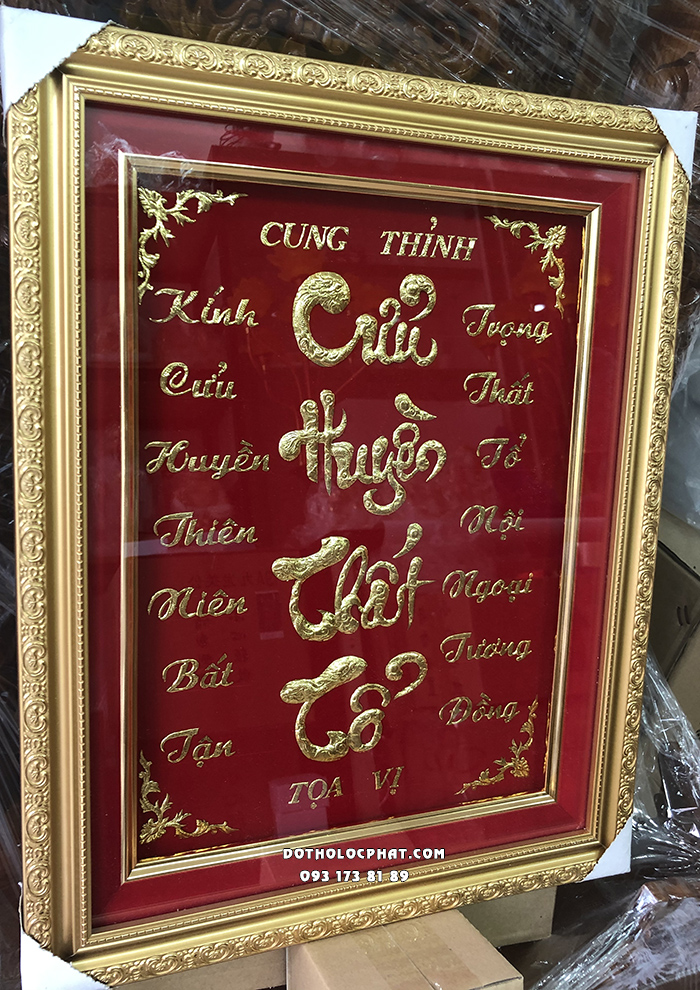 CUNG THỈNH
Kính
Cửu
Huyền
Thiên
Niên
Bất
Tận
Cửu
Huyền
Thất
Tổ
Trọng
Thất
Tổ
Nội
Ngoại
Tương
Đồng
TỌA VỊ
DOTHOLOCPHAT.COM
093 173 81 89